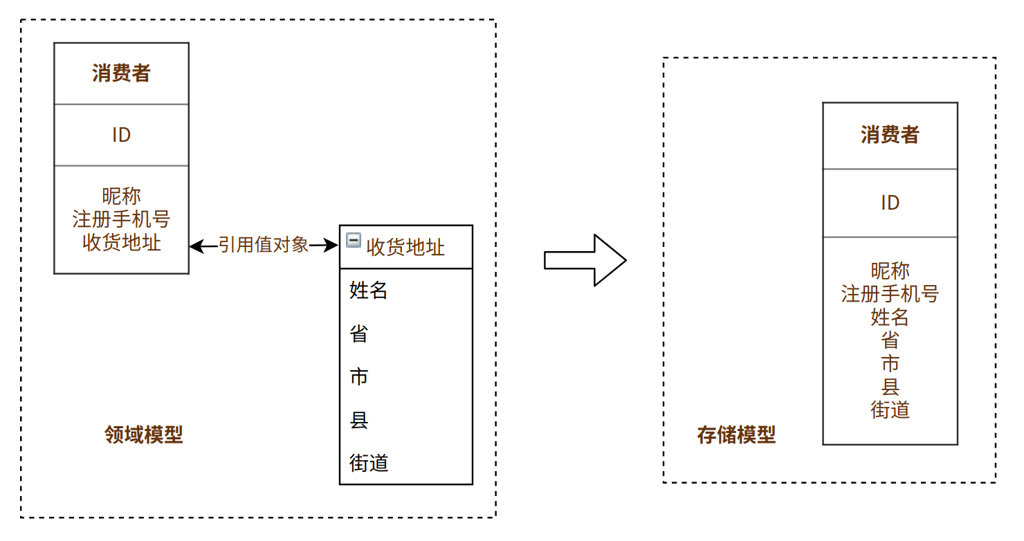 消费者
ID
昵称
注册手机号
收货地址
引用值对象
收货地址
姓名
省
市
县
街道
领域模型
消费者
ID
昵称
注册手机号
姓名
省
市
县
街道
存储模型